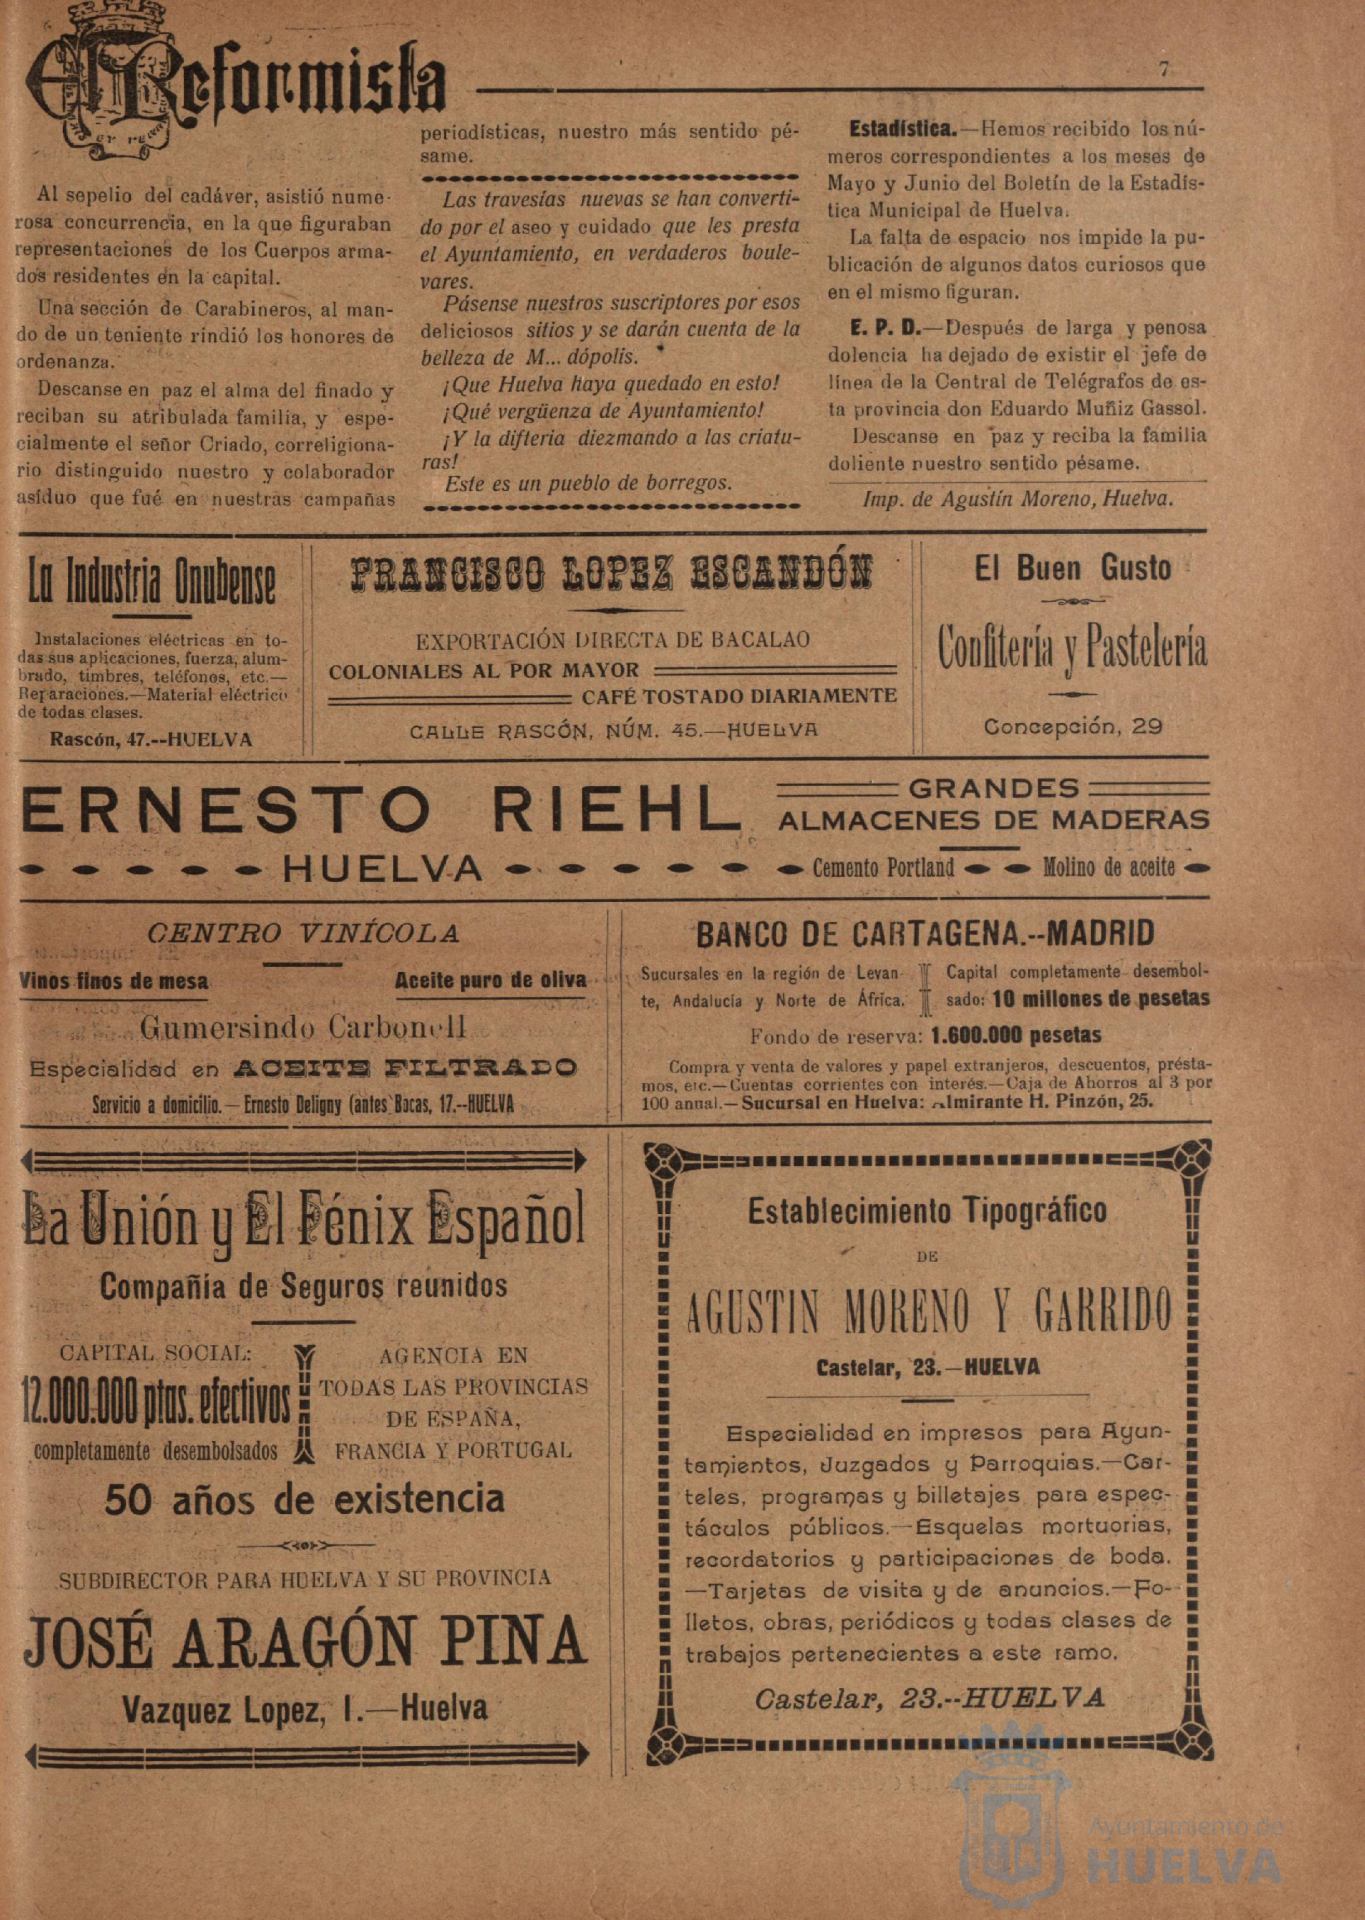 El Reformista
7
Al sepelio del cadáver, asistió nume-
rosa concurrencia, en la que figuraban
representaciones de los Cuerpos arma-
dos residentes en la capital.
Una sección de Carabineros, al man-
do de un teniente rindió los honores de
ordenanza.
Descanse en paz el alma del finado y
reciban su atribulada familia, y espe-
cialmente el señor Criado, correligiona-
rio distinguido nuestro y colaborador
asíduo que fué en nuestras campañas
periodísticas, nuestro más sentido pé-
same.
Las travesías nuevas se han converti-
do por el aseo y cuidado que les presta
el Ayuntamiento, en verdaderos boule-
vares.
Pásense nuestros suscriptores por esos
deliciosos sitios y se darán cuenta de la
belleza de M... dópolis.
¡Que Huelva haya quedado en esto!
¡Qué vergüenza de Ayuntamiento!
¡Y la difteria diezmando a las criatu-
ras!
Este es un pueblo de borregos.
Estadística.—Hemos recibido los nú-
meros correspondientes a los meses de
Mayo y Junio del Boletín de la Estadís-
tica Municipal de Huelva.
La falta de espacio nos impide la pu-
blicación de algunos datos curiosos que
en el mismo figuran.
E. P. D.—Después de larga y penosa
dolencia ha dejado de existir el jefe de
línea de la Central de Telégrafos de es-
ta provincia don Eduardo Muñiz Gassol.
Descanse en paz y reciba la familia
doliente nuestro sentido pésame.
Imp. de Agustín Moreno, Huelva.
La Industria Onubense
Instalaciones eléctricas en to-
das sus aplicaciones, fuerza, alum-
brado, timbres, teléfonos, etc.—
Reparaciones.—Material eléctrico
de todas clases.
Rascón, 47.--HUELVA
FRANCISCO LOPEZ ESCANDÓN
EXPORTACIÓN DIRECTA DE BACALAO
COLONIALES AL POR MAYOR
CAFÉ TOSTADO DIARIAMENTE
CALLE RASCÓN, NÚM. 45.—HUELVA
El Buen Gusto
Confitería y Pastelería
Concepción, 29
ERNESTO RIEHL
HUELVA
GRANDES
ALMACENES DE MADERAS
Cemento Portland
Molino de aceite
CENTRO VINÍCOLA
Vinos finos de mesa
Aceite puro de oliva
Gumersindo Carbonell
Especialidad en ACEITE FILTRADO
Servicio a domicilio.—Ernesto Deligny (antes Bocas, 17.--HUELVA
BANCO DE CARTAGENA.--MADRID
Sucursales en la región de Levan-
te, Andalucía y Norte de África.
Capital completamente desembol-
sado: 10 millones de pesetas
Fondo de reserva: 1.600.000 pesetas
Compra y venta de valores y papel extranjeros, descuentos, présta-
mos, etc.—Cuentas corrientes con interés.—Caja de Ahorros al 3 por
100 anual.—Sucursal en Huelva: Almirante H. Pinzón, 25.
La Unión y El Fénix Español
Compañía de Seguros reunidos
CAPITAL SOCIAL:
12.000.000 ptas. efectivos
completamente desembolsados
AGENCIA EN
TODAS LAS PROVINCIAS
DE ESPAÑA,
FRANCIA Y PORTUGAL
50 años de existencia
SUBDIRECTOR PARA HUELVA Y SU PROVINCIA
JOSÉ ARAGÓN PINA
Vazquez Lopez, 1.—Huelva
Establecimiento Tipográfico
DE
AGUSTIN MORENO Y GARRIDO
Castelar, 23.—HUELVA
Especialidad en impresos para Ayun-
tamientos, Juzgados y Parroquias.—Car-
teles, programas y billetajes para espec-
táculos públicos.—Esquelas mortuorias,
recordatorios y participaciones de boda.
—Tarjetas de visita y de anuncios.—Fo-
lletos, obras, periódicos y todas clases de
trabajos pertenecientes a este ramo.
Castelar, 23.--HUELVA
Ayuntamiento de
HUELVA